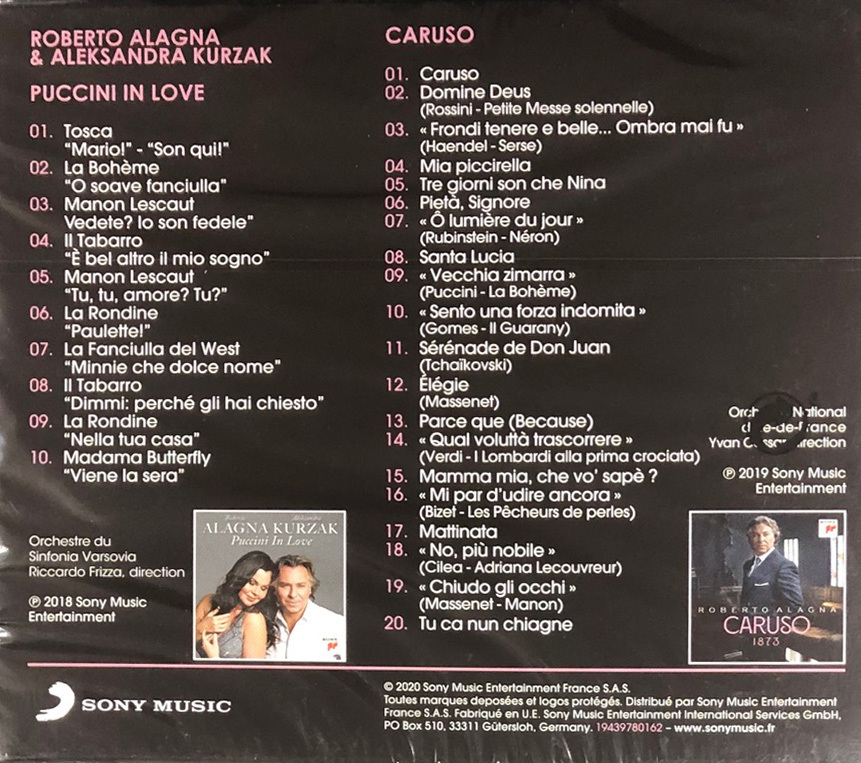 ROBERTO ALAGNA
& ALEKSANDRA KURZAK
PUCCINI IN LOVE
01. Tosca
"Mario!" - "Son qui!"
02. La Bohème
"O soave fanciulla"
03. Manon Lescaut
Vedete? Io son fedele"
04. Il Tabarro
"È bel altro il mio sogno"
05. Manon Lescaut
"Tu, tu, amore? Tu?"
06. La Rondine
"Paulette!"
07. La Fanciulla del West
"Minnie che dolce nome"
08. Il Tabarro
"Dimmi: perché gli hai chiesto"
09. La Rondine
"Nella tua casa"
10. Madama Butterfly
"Viene la sera"
Orchestre du
Sinfonia Varsovia
Riccardo Frizza, direction
℗ 2018 Sony Music
Entertainment
Roberto Aleksandra
ALAGNA KURZAK
Puccini In Love
CARUSO
01. Caruso
02. Domine Deus
(Rossini - Petite Messe solennelle)
03. « Frondi tenere e belle... Ombra mai fu »
(Haendel - Serse)
04. Mia piccirella
05. Tre giorni son che Nina
06. Pietà, Signore
07. « Ô lumière du jour »
(Rubinstein - Néron)
08. Santa Lucia
09. « Vecchia zimarra »
(Puccini - La Bohème)
10. « Sento una forza indomita »
(Gomes - Il Guarany)
11. Sérénade de Don Juan
(Tchaïkovski)
12. Élégie
(Massenet)
13. Parce que (Because)
14. « Qual voluttà trascorrere »
(Verdi - I Lombardi alla prima crociata)
15. Mamma mia, che vo' sapè ?
16. « Mi par d'udire ancora »
(Bizet - Les Pêcheurs de perles)
17. Mattinata
18. « No, più nobile »
(Cilea - Adriana Lecouvreur)
19. « Chiudo gli occhi »
(Massenet - Manon)
20. Tu ca nun chiagne
National
-de-France
Yvan direction
℗ 2019 Sony Music
Entertainment
ROBERTO ALAGNA
CARUSO
1873
SONY MUSIC
© 2020 Sony Music Entertainment France S.A.S.
Toutes marques deposées et logos protégés. Distribué par Sony Music Entertainment
France S.A.S. Fabriqué en U.E. Sony Music Entertainment International Services GmbH,
PO Box 510, 33311 Gütersloh, Germany. 19439780162 – www.sonymusic.fr